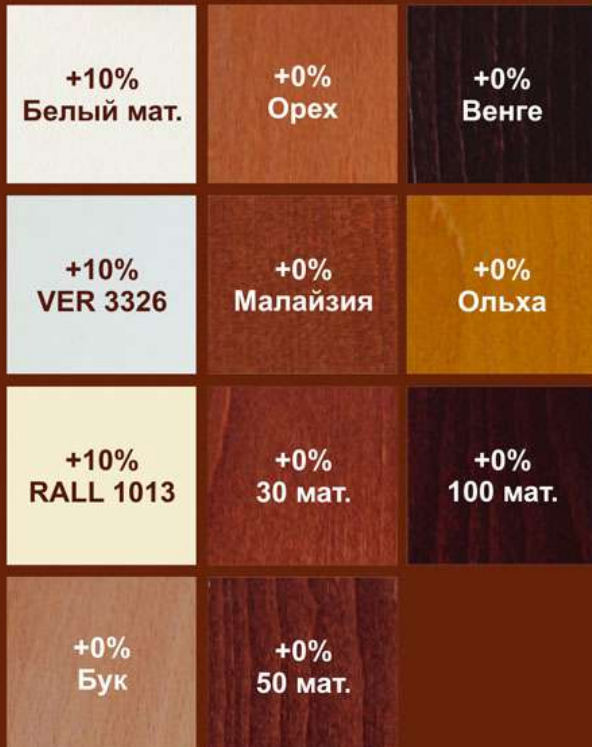 +10%
Белый мат.
+0%
Орех
+0%
Венге
+10%
VER 3326
+0%
Малайзия
+0%
Ольха
+10%
RALL 1013
+0%
30 мат.
+0%
100 мат.
+0%
Бук
+0%
50 мат.